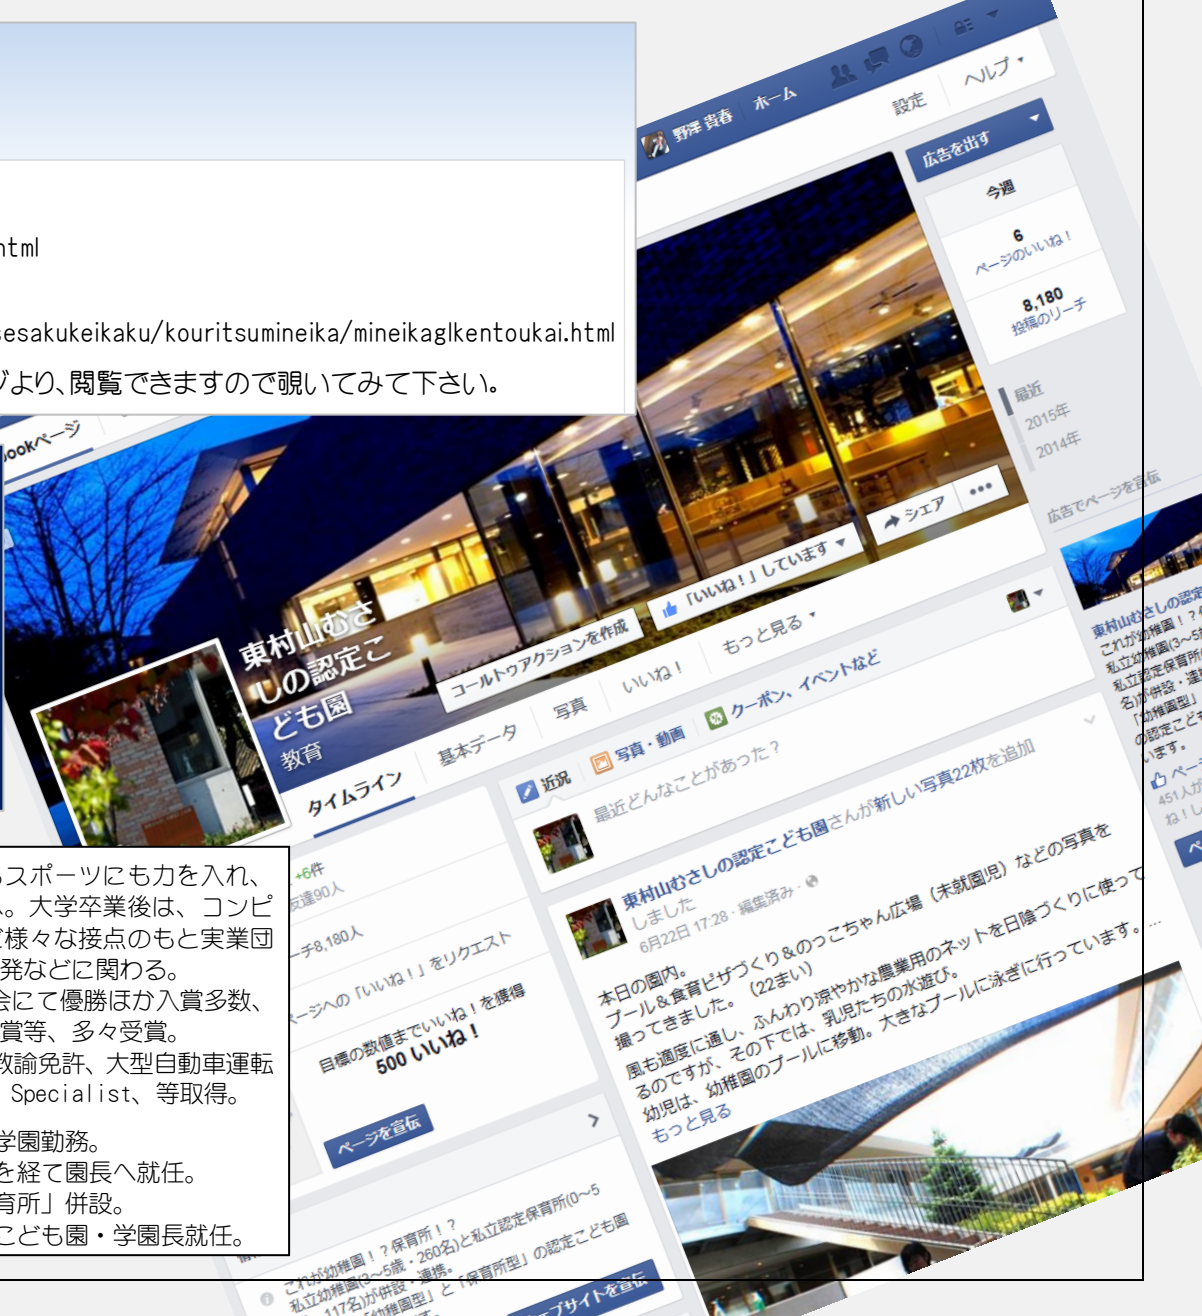 html
sesakukeikaku/kouritsumineika/mineikagIkentoukai.html
より、閲覧できますので覗いてみて下さい。
野澤 貴春 ホーム
設定 ヘルプ
広告を出す
今週
6
ページのいいね！
8,180
投稿のリーチ
最近
2015年
2014年
広告でページを宣伝
bookページ
東村山むさ
しの認定こ
ども園
教育
コールトゥアクションを作成
「いいね！」しています
シェア
タイムライン
基本データ
写真
いいね！
もっと見る
近況
写真・動画
クーポン、イベントなど
最近どんなことがあった？
東村山むさしの認定こども園さんが新しい写真22枚を追加
しました
6月22日 17:28 · 編集済み ·
本日の園内。
プール＆食育ピザづくり＆のっこちゃん広場（未就園児）などの写真を
撮ってきました。（22まい）
風も適度に通し、ふんわり涼やかな農業用のネットを日陰づくりに使って
るのですが、その下では、乳児たちの水遊び。
幼児は、幼稚園のプールに移動。大きなプールに泳ぎに行っています。...
もっと見る
+6件
友達90人
ーチ8,180人
ページへの「いいね！」をリクエスト
目標の数値までいいね！を獲得
500 いいね！
ページを宣伝
これが幼稚園！？保育所！？
私立幼稚園(3～5歳・260名)と私立認定保育所(0～5
117名)が併設・連携。
「幼稚園型」と「保育所型」の認定こども園
ェブサイトを宣伝
東村山むさしの認定
これが幼稚園！？
私立幼稚園(3～5
私立認定保育所
名)が併設・連
「幼稚園型」
の認定こども
います。
451人が
ね！し
スポーツにも力を入れ、
。大学卒業後は、コンピ
様々な接点のもと実業団
発などに関わる。
会にて優勝ほか入賞多数、
賞等、多々受賞。
教諭免許、大型自動車運転
Specialist、等取得。
学園勤務。
を経て園長へ就任。
育所」併設。
こども園・学園長就任。